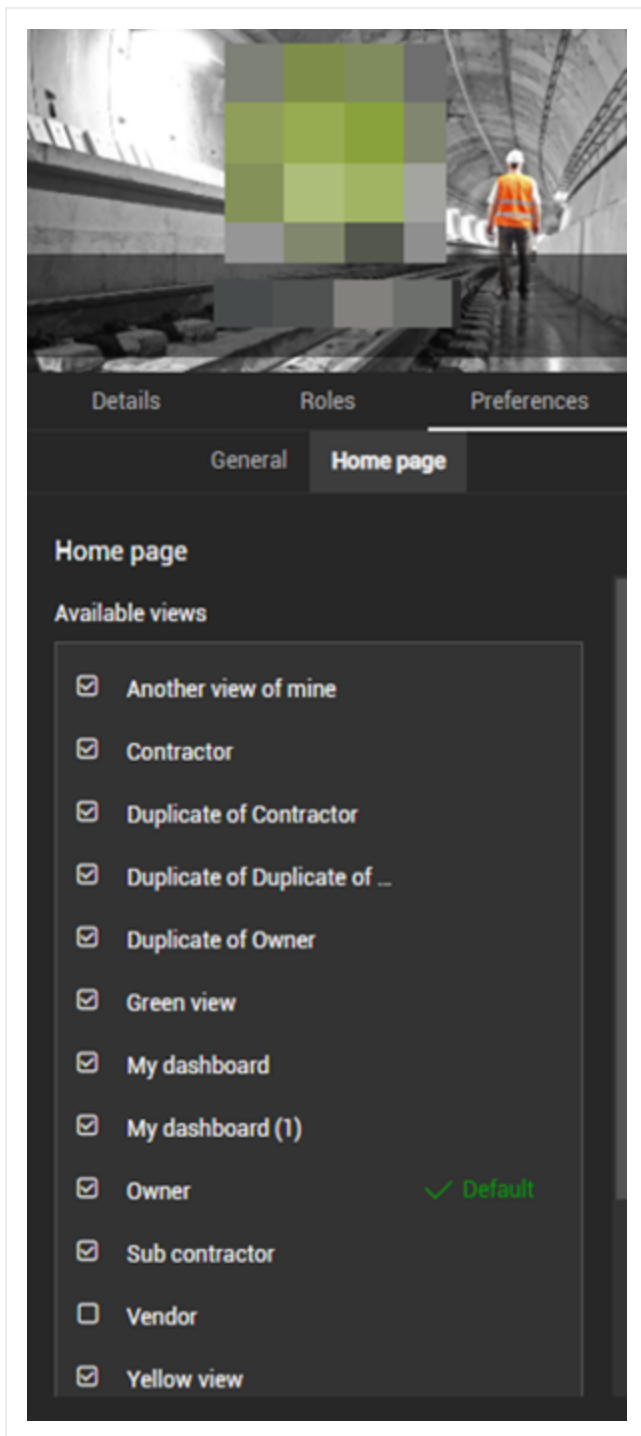 Details Roles Preferences
General Home page
Home page
Available views
Another view of mine
Contractor
Duplicate of Contractor
Duplicate of Duplicate of ...
Duplicate of Owner
Green view
My dashboard
My dashboard (1)
Owner Default
Sub contractor
Vendor
Yellow view